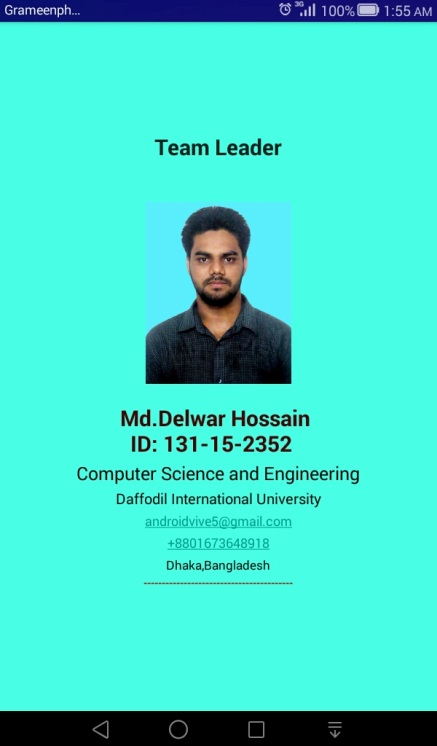 Grameenph...
3G
100%
1:55 AM
Team Leader
Md.Delwar Hossain
ID: 131-15-2352
Computer Science and Engineering
Daffodil International University
androidvive5@gmail.com
+8801673648918
Dhaka,Bangladesh
-----------------------------------------